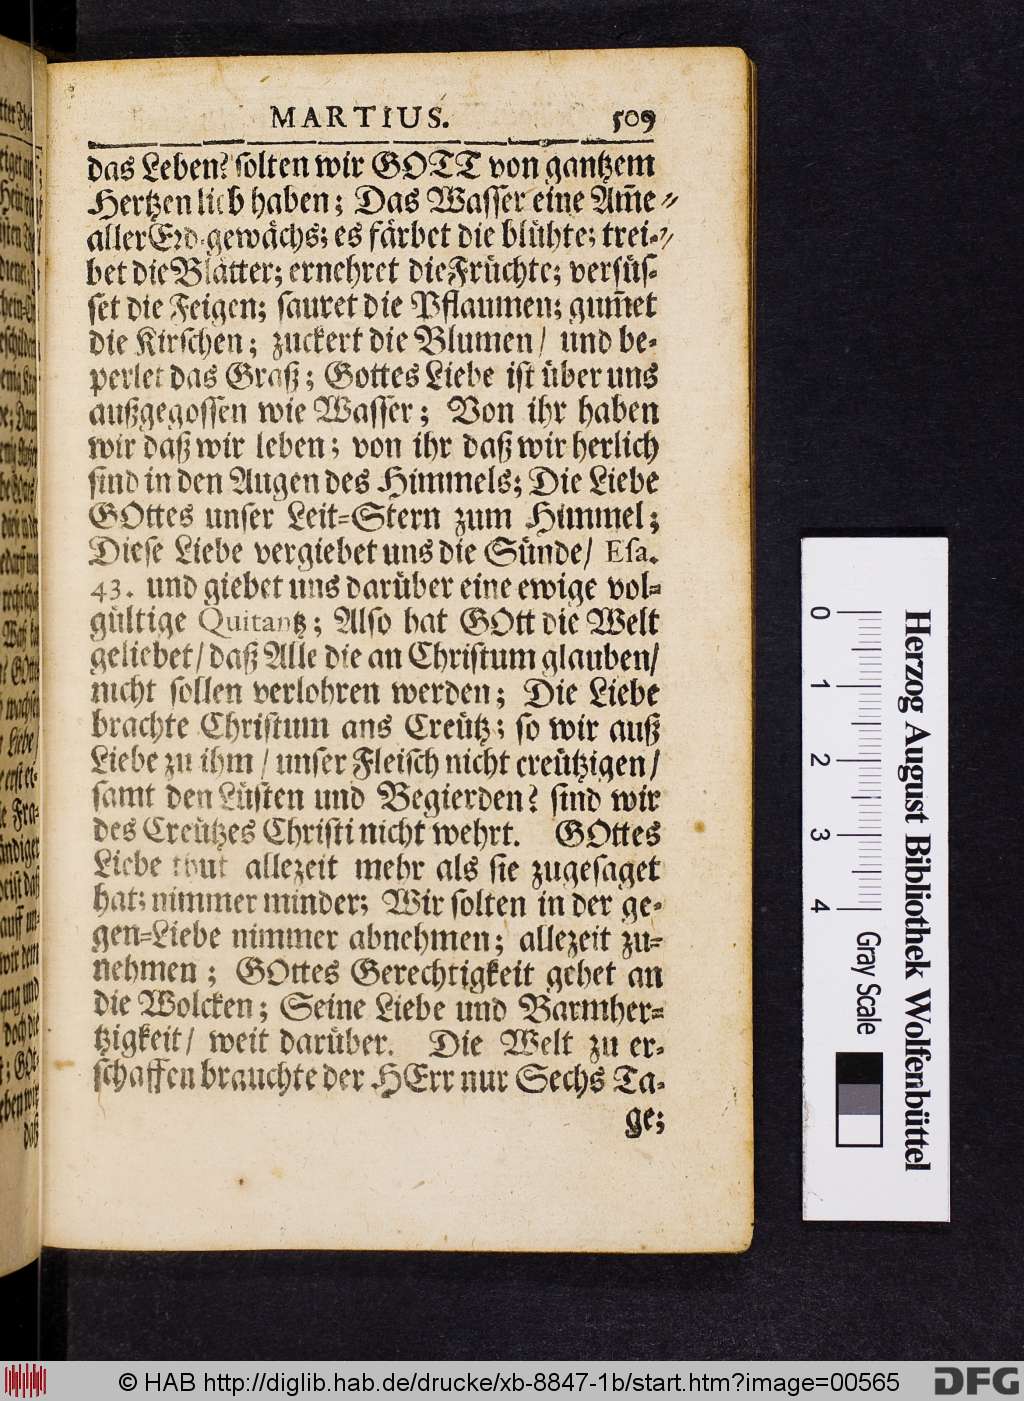 MARTIUS. 509
das Leben? solten wir GOTT von gantzem
Hertzen lieb haben; Das Wasser eine Am̃e
aller Erd-gewächs; es färbet die blühte; trei-
bet die Blätter; ernehret die Früchte; versüs-
set die Feigen; sauret die Pflaumen; gum̃et
die Kirschen; zuckert die Blumen / und be-
perlet das Graß; Gottes Liebe ist über uns
außgegossen wie Wasser; Von ihr haben
wir daß wir leben; von ihr daß wir herlich
sind in den Augen des Himmels; Die Liebe
GOttes unser Leit-Stern zum Himmel;
Diese Liebe vergiebet uns die Sünde / Esa.
43. und giebet uns darüber eine ewige vol-
gültige Quitantz; Also hat GOtt die Welt
geliebet / daß Alle die an Christum glauben /
nicht sollen verlohren werden; Die Liebe
brachte Christum ans Creütz; so wir auß
Liebe zu ihm / unser Fleisch nicht creützigen /
samt den Lüsten und Begierden? sind wir
des Creützes Christi nicht wehrt. GOttes
Liebe thut allezeit mehr als sie zugesaget
hat; nimmer minder; Wir solten in der ge-
gen-Liebe nimmer abnehmen; allezeit zu-
nehmen; GOttes Gerechtigkeit gehet an
die Wolcken; Seine Liebe und Barmher-
tzigkeit / weit darüber. Die Welt zu er-
schaffen brauchte der HErr nur Sechs Ta-
ge;
0 1 2 3 4
Gray Scale
Herzog August Bibliothek Wolfenbüttel
© HAB http://diglib.hab.de/drucke/xb-8847-1b/start.htm?image=00565
DFG